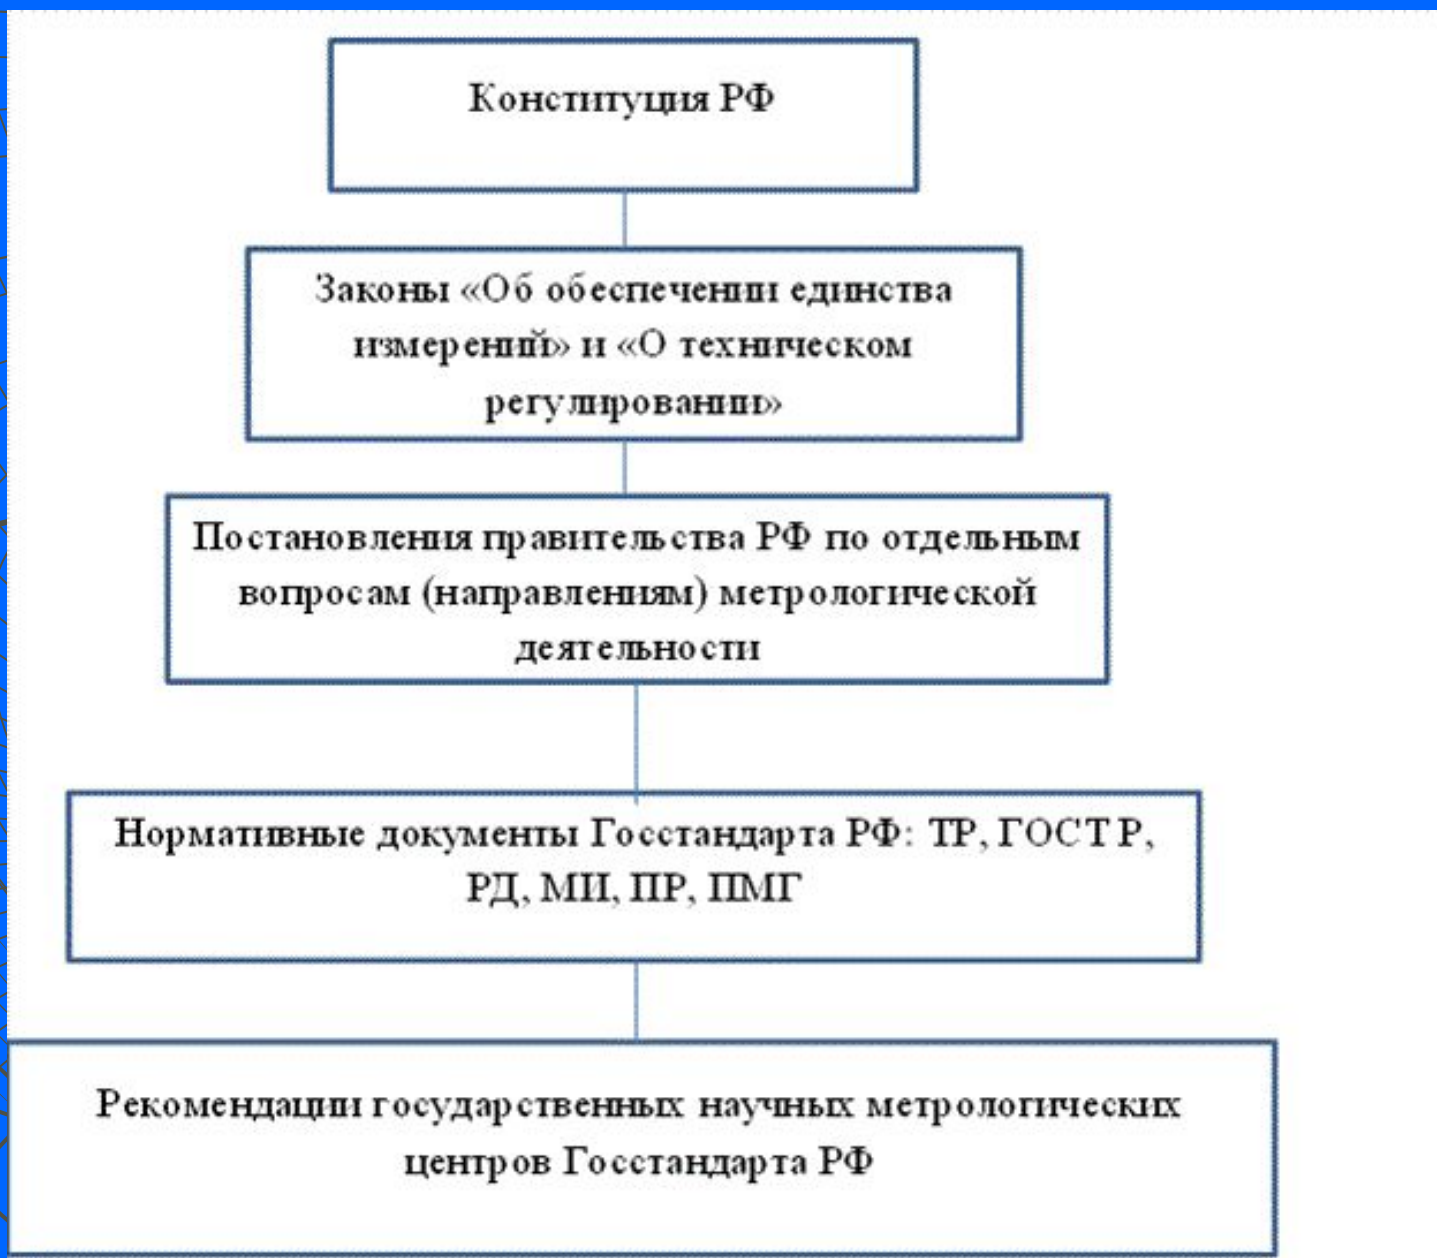 Конституция РФ
Законы «Об обеспечении единства
измерений» и «О техническом
регулировании»
Постановления правительства РФ по отдельным
вопросам (направлениям) метрологической
деятельности
Нормативные документы Госстандарта РФ: ТР, ГОСТ Р,
РД, МИ, ПР, ПМГ
Рекомендации государственных научных метрологических
центров Госстандарта РФ